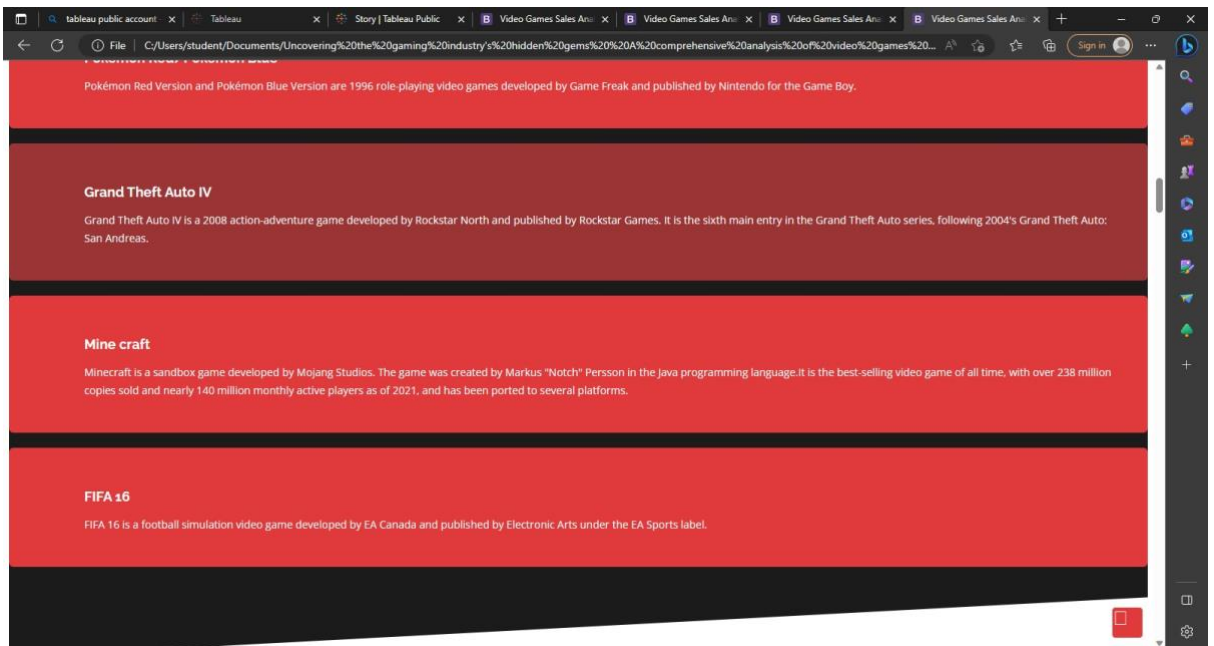 tableau public account
Tableau
Story | Tableau Public
B Video Games Sales Ana
B Video Games Sales Ana
B Video Games Sales Ana
B Video Games Sales Ana
File | C:/Users/student/Documents/Uncovering%20the%20gaming%20industry's%20hidden%20gems%20%20A%20comprehensive%20analysis%20of%20video%20games%20...
Sign in
Pokémon Red / Pokémon Blue
Pokémon Red Version and Pokémon Blue Version are 1996 role-playing video games developed by Game Freak and published by Nintendo for the Game Boy.
Grand Theft Auto IV
Grand Theft Auto IV is a 2008 action-adventure game developed by Rockstar North and published by Rockstar Games. It is the sixth main entry in the Grand Theft Auto series, following 2004's Grand Theft Auto:
San Andreas.
Mine craft
Minecraft is a sandbox game developed by Mojang Studios. The game was created by Markus "Notch" Persson in the Java programming language.It is the best-selling video game of all time, with over 238 million
copies sold and nearly 140 million monthly active players as of 2021, and has been ported to several platforms.
FIFA 16
FIFA 16 is a football simulation video game developed by EA Canada and published by Electronic Arts under the EA Sports label.